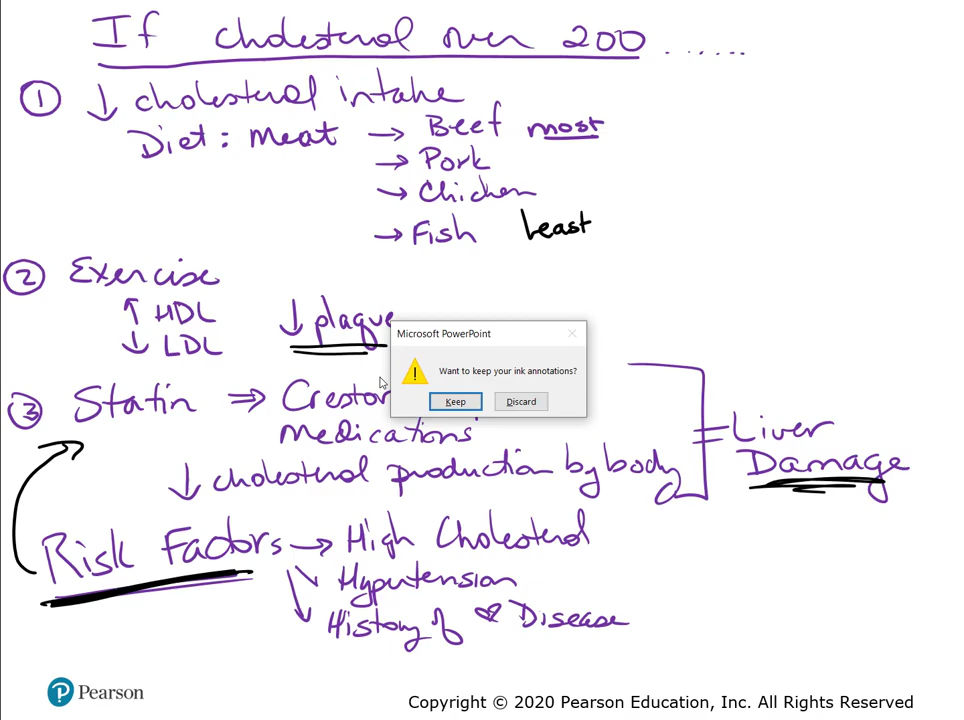 If cholesterol over 200 ......
① ↓ cholesterol intake
Diet: Meat → Beef most
→ Pork
→ Chicken
→ Fish Least
② Exercise
↑ HDL ↓ plaque
↓ LDL
Microsoft PowerPoint
Want to keep your ink annotations?
Keep Discard
③ Statin ⇒ Crestor
medications
Liver
Damage
↓ cholesterol production by body
Risk Factors → High Cholesterol
Hypertension
History of ♥ Disease
Pearson
Copyright © 2020 Pearson Education, Inc. All Rights Reserved